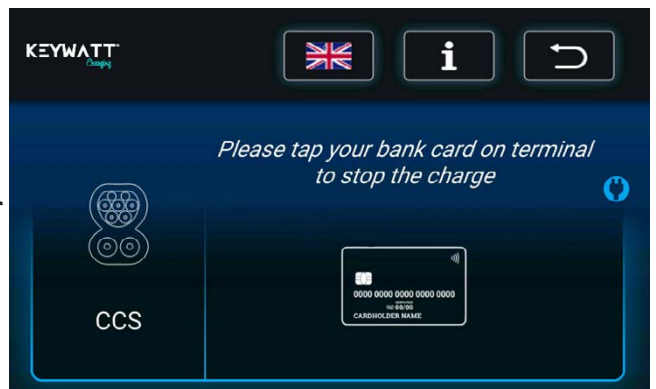 KEYWATT
Charging
i
Please tap your bank card on terminal
to stop the charge
CCS
0000 0000 0000 0000 0000
00/00
CARDHOLDER NAME